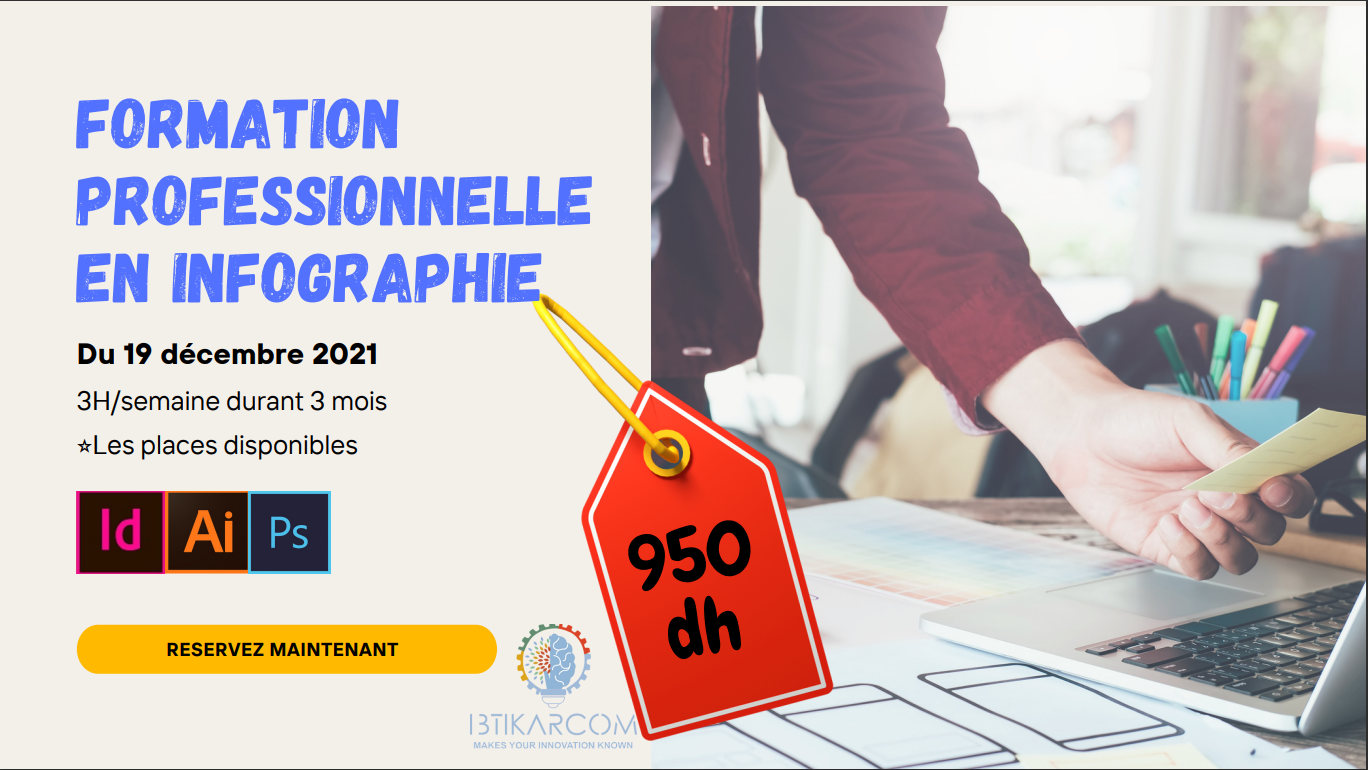 FORMATION
PROFESSIONNELLE
EN INFOGRAPHIE
Du 19 décembre 2021
3H/semaine durant 3 mois
☆Les places disponibles
Id Ai Ps
950
dh
RESERVEZ MAINTENANT
IBTIKARCOM
MAKES YOUR INNOVATION KNOWN